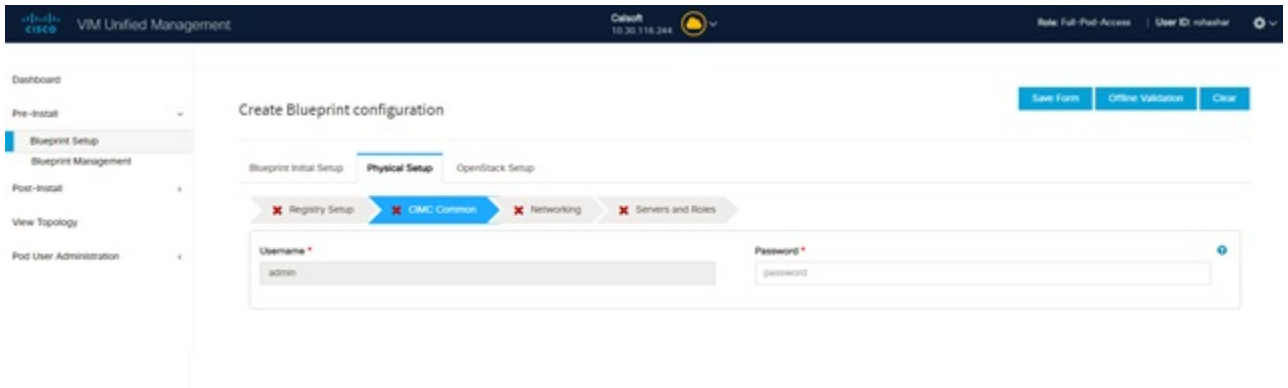 cisco VIM Unified Management
Calsoft
10.30.116.244
Role: Full-Pod-Access | User ID: rohashar
Dashboard
Pre-Install
Blueprint Setup
Blueprint Management
Post-Install
View Topology
Pod User Administration
Create Blueprint configuration
Save Form Offline Validation Clear
Blueprint Initial Setup Physical Setup OpenStack Setup
Registry Setup CIMC Common Networking Servers and Roles
Username * Password *
admin password